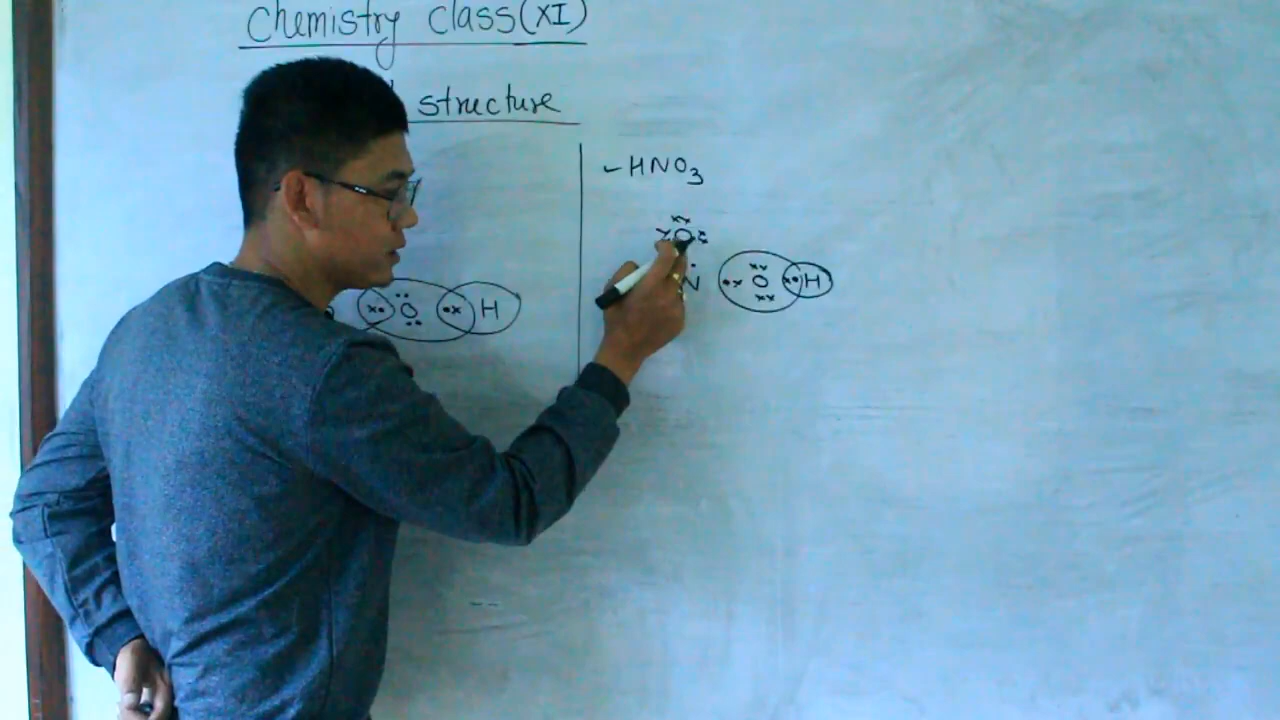 Chemistry class(XI)
structure
HNO3
O
N O H
O H